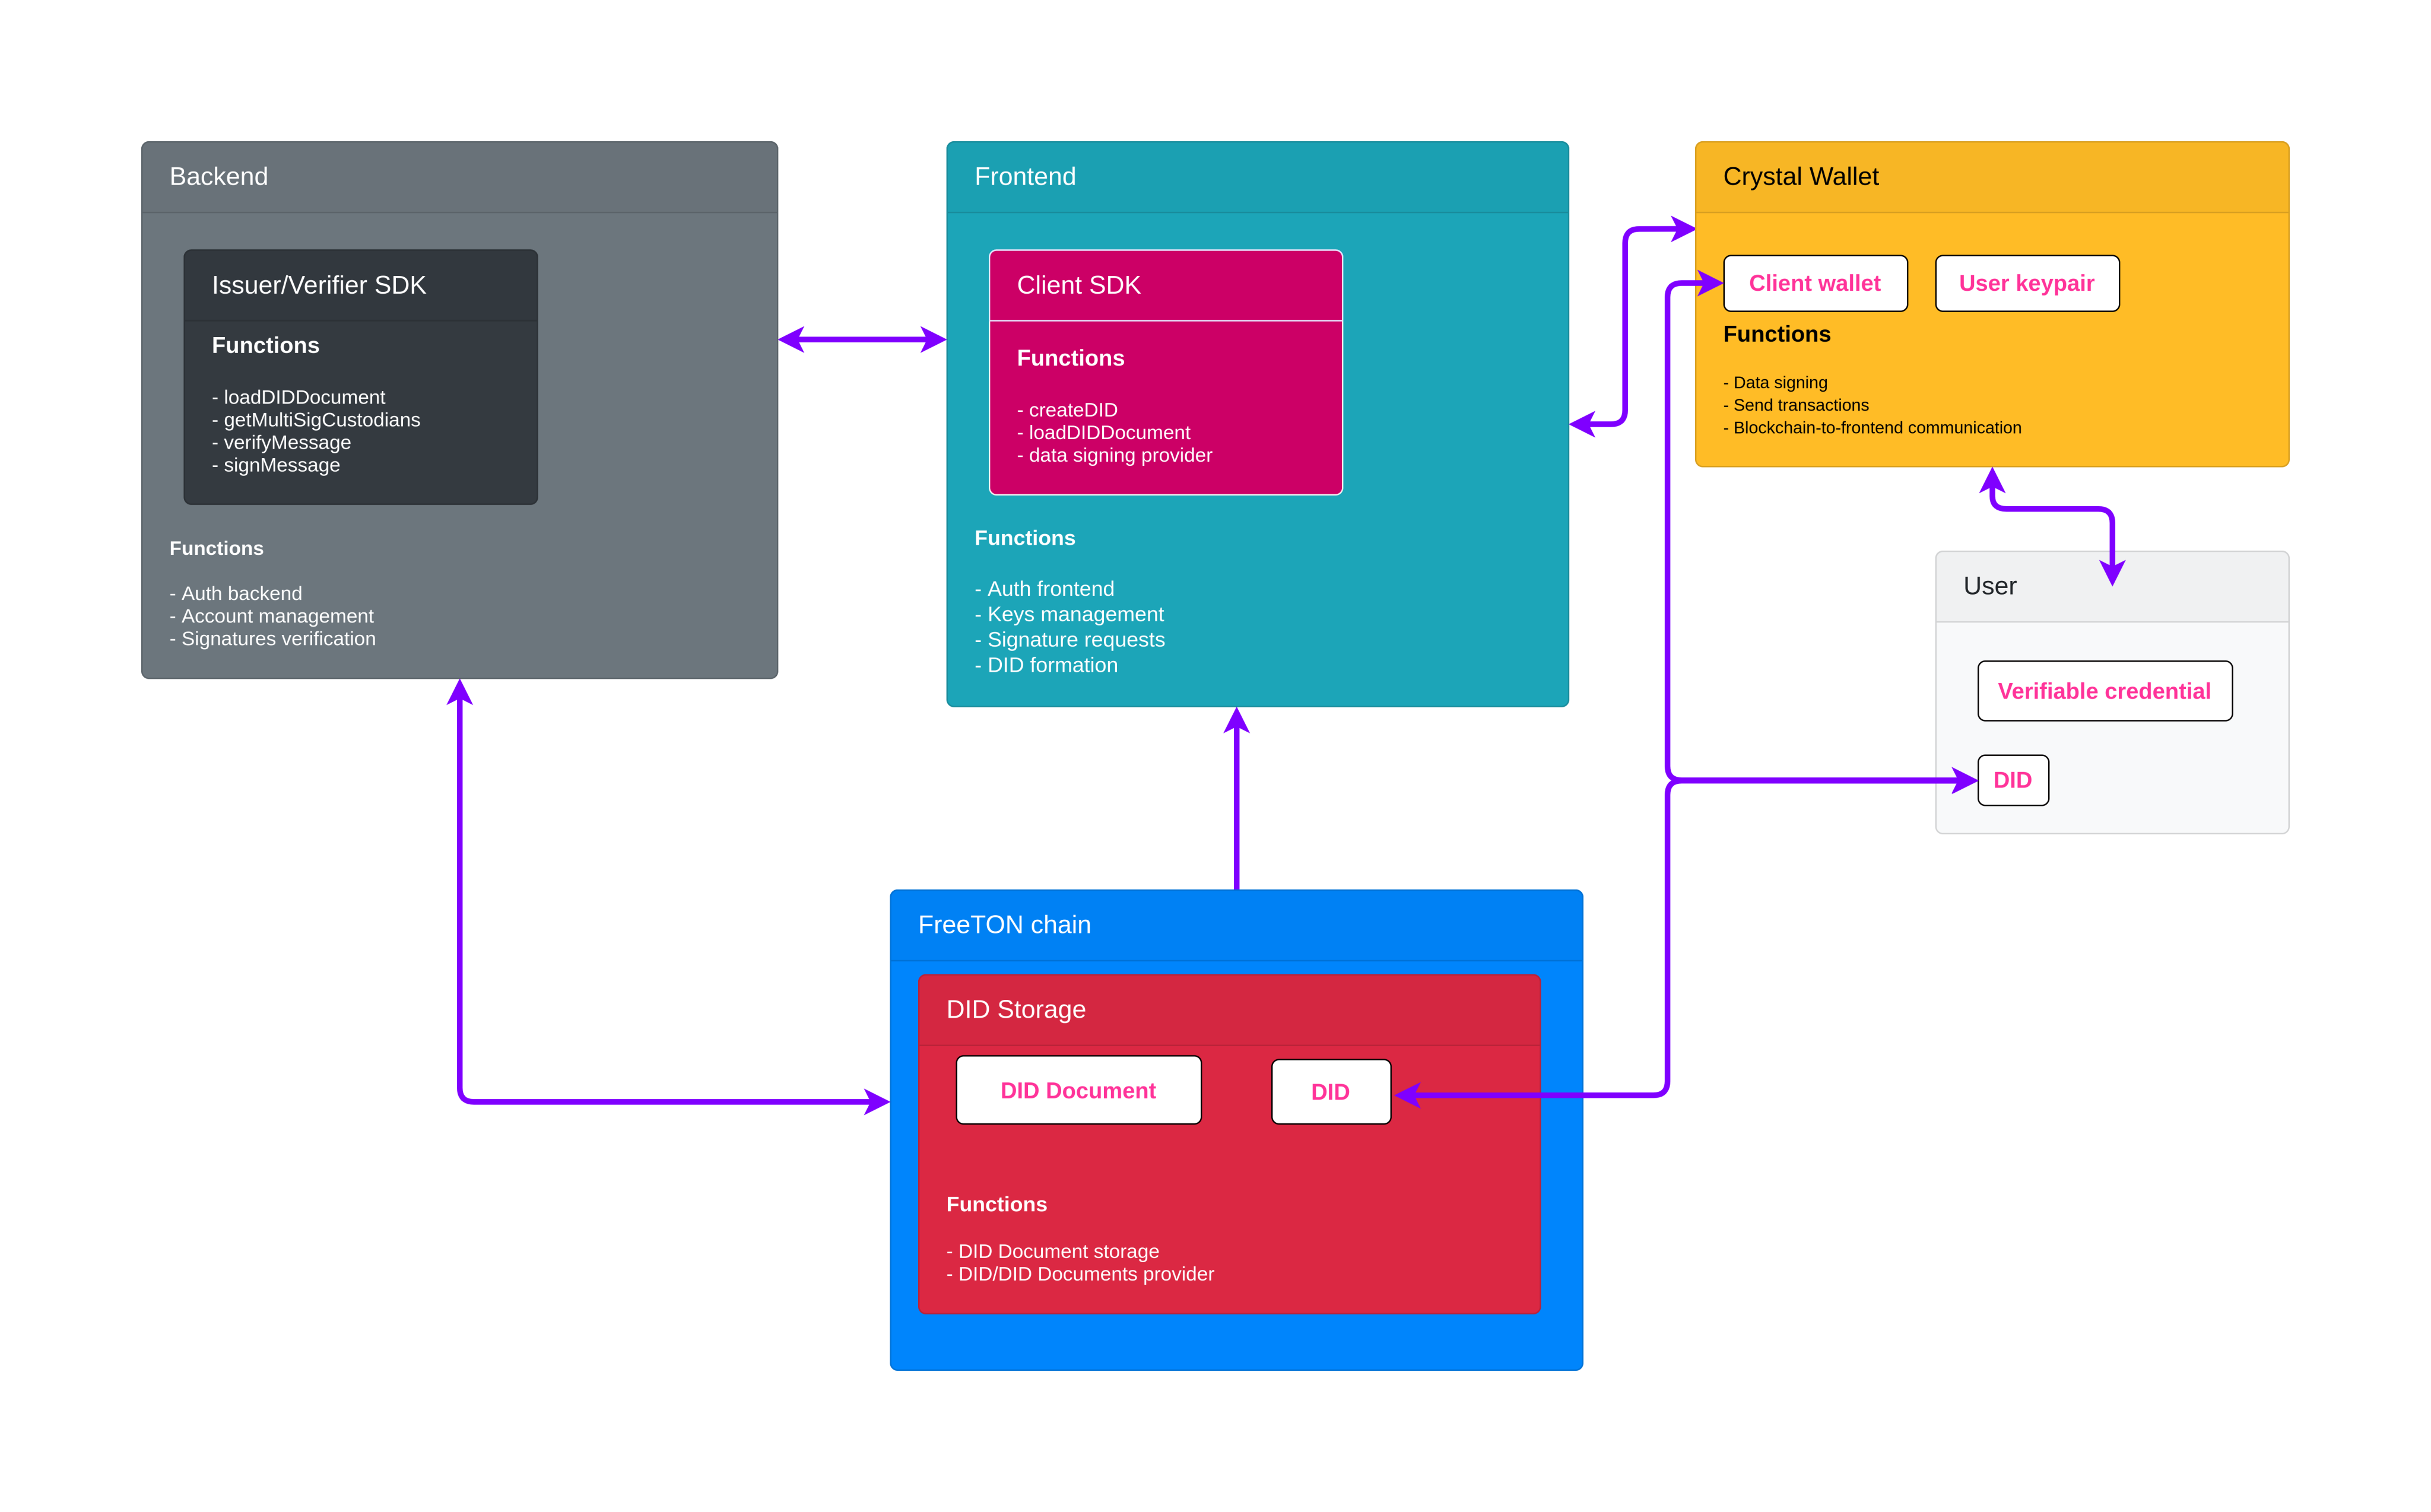 Backend
Issuer/Verifier SDK
Functions
- loadDIDDocument
- getMultiSigCustodians
- verifyMessage
- signMessage
Functions
- Auth backend
- Account management
- Signatures verification
Frontend
Client SDK
Functions
- createDID
- loadDIDDocument
- data signing provider
Functions
- Auth frontend
- Keys management
- Signature requests
- DID formation
Crystal Wallet
Client wallet
User keypair
Functions
- Data signing
- Send transactions
- Blockchain-to-frontend communication
User
Verifiable credential
DID
FreeTON chain
DID Storage
DID Document
DID
Functions
- DID Document storage
- DID/DID Documents provider